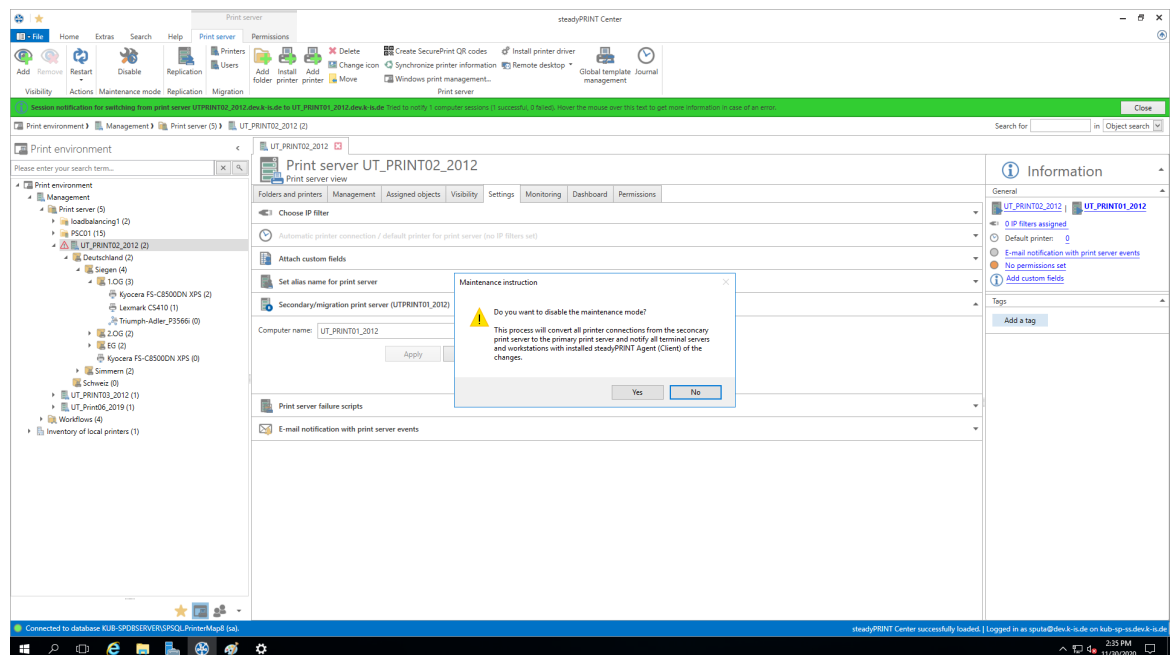 Print server
steadyPRINT Center
File Home Extras Search Help Print server Permissions
Add Remove Restart Disable Replication Printers Users
Add folder Install printer Add printer
Delete Change icon Move
Create SecurePrint QR codes Synchronize printer information Windows print management...
Install printer driver Remote desktop
Global template management Journal
Visibility Actions Maintenance mode Replication Migration Print server
Session notification for switching from print server UTPRINT02_2012.dev.k-is.de to UT_PRINT01_2012.dev.k-is.de Tried to notify 1 computer sessions (1 successful, 0 failed). Hover the mouse over this text to get more information in case of an error. Close
Print environment Management Print server (5) UT_PRINT02_2012 (2)
Search for in Object search
Print environment
Please enter your search term...
Print environment
Management
Print server (5)
loadbalancing1 (2)
PSC01 (15)
UT_PRINT02_2012 (2)
Deutschland (2)
Siegen (4)
1.OG (3)
Kyocera FS-C8500DN XPS (2)
Lexmark CS410 (1)
Triumph-Adler_P3566i (0)
2.OG (2)
EG (2)
Kyocera FS-C8500DN XPS (0)
Simmern (2)
Schweiz (0)
UT_PRINT03_2012 (1)
UT_Print06_2019 (1)
Workflows (4)
Inventory of local printers (1)
UT_PRINT02_2012
Print server UT_PRINT02_2012
Print server view
Folders and printers Management Assigned objects Visibility Settings Monitoring Dashboard Permissions
Choose IP filter
Automatic printer connection / default printer for print server (no IP filters set)
Attach custom fields
Set alias name for print server
Secondary/migration print server (UTPRINT01_2012)
Computer name: UT_PRINT01_2012
Apply
Print server failure scripts
E-mail notification with print server events
Maintenance instruction
Do you want to disable the maintenance mode?
This process will convert all printer connections from the seconcary
print server to the primary print server and notify all terminal servers
and workstations with installed steadyPRINT Agent (Client) of the
changes.
Yes No
Information
General
UT_PRINT02_2012 | UT_PRINT01_2012
0 IP filters assigned
Default printer: 0
E-mail notification with print server events
No permissions set
Add custom fields
Tags
Add a tag
Connected to database KUB-SPDBSERVER\SPSQL.PrinterMap8 (sa).
steadyPRINT Center successfully loaded. | Logged in as sputa@dev.k-is.de on kub-sp-ss.dev.k-is.de
2:35 PM
11/30/2020